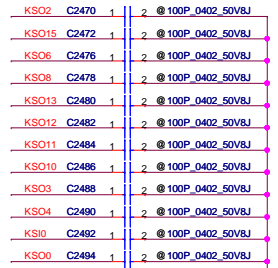 KSO2 C2470 1 2 @100P_0402_50V8J
KSO15 C2472 1 2 @100P_0402_50V8J
KSO6 C2476 1 2 @100P_0402_50V8J
KSO8 C2478 1 2 @100P_0402_50V8J
KSO13 C2480 1 2 @100P_0402_50V8J
KSO12 C2482 1 2 @100P_0402_50V8J
KSO11 C2484 1 2 @100P_0402_50V8J
KSO10 C2486 1 2 @100P_0402_50V8J
KSO3 C2488 1 2 @100P_0402_50V8J
KSO4 C2490 1 2 @100P_0402_50V8J
KSI0 C2492 1 2 @100P_0402_50V8J
KSO0 C2494 1 2 @100P_0402_50V8J